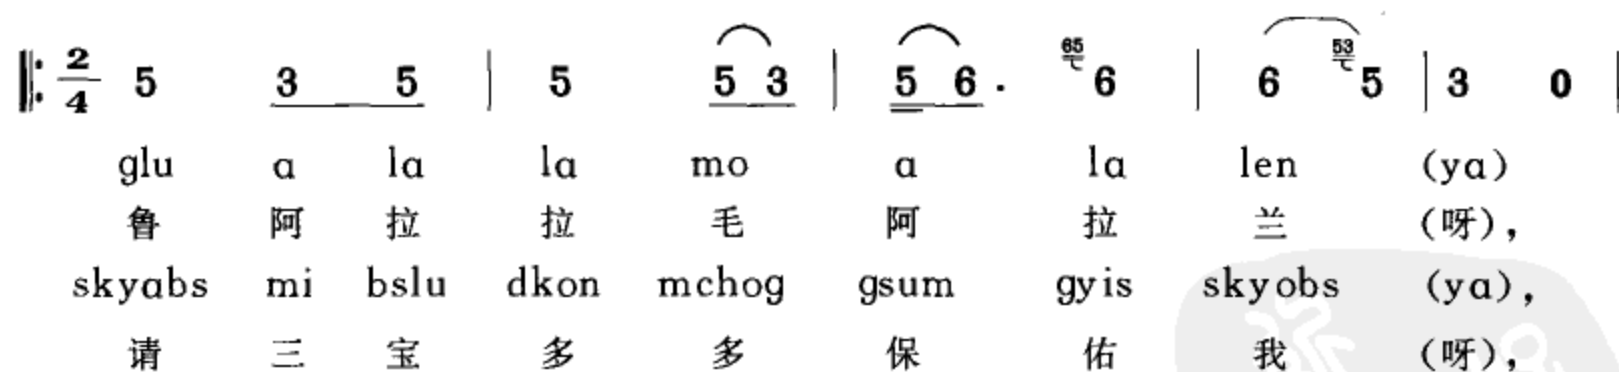 2/4 5 3 5 | 5 5 3 | 5 6 . 65 6 | 6 53 5 | 3 0
glu a la la mo a la len (ya)
鲁 阿 拉 拉 毛 阿 拉 兰 (呀),
skyabs mi bslu dkon mchog gsum gyis skyobs (ya),
请 三 宝 多 多 保 佑 我 (呀),